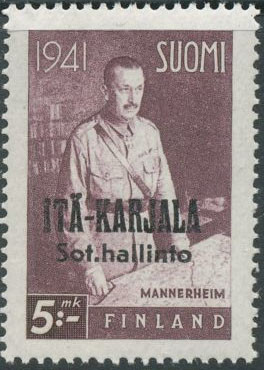 1941 SUOMI
ITÄ-KARJALA
Sot.hallinto
MANNERHEIM
5:- mk
FINLAND